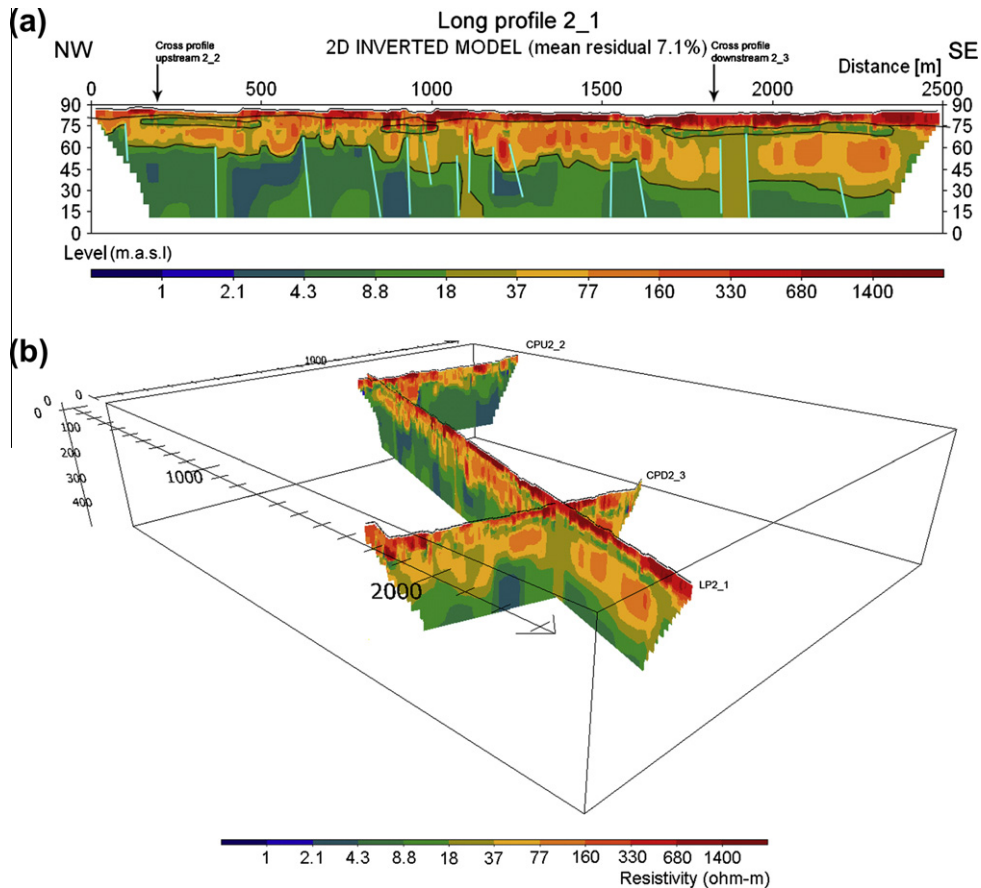 (a)
Long profile 2_1
NW
Cross profile
upstream 2_2
2D INVERTED MODEL (mean residual 7.1%)
Cross profile
downstream 2_3
SE
Distance [m]
0 500 1000 1500 2000 2500
90 90
75 75
60 60
45 45
30 30
15 15
0 0
Level (m.a.s.l)
1 2.1 4.3 8.8 18 37 77 160 330 680 1400
(b)
CPU2_2
1000
0
0
0
100
200
300
400
1000
CPD2_3
2000
LP2_1
1 2.1 4.3 8.8 18 37 77 160 330 680 1400
Resistivity (ohm-m)